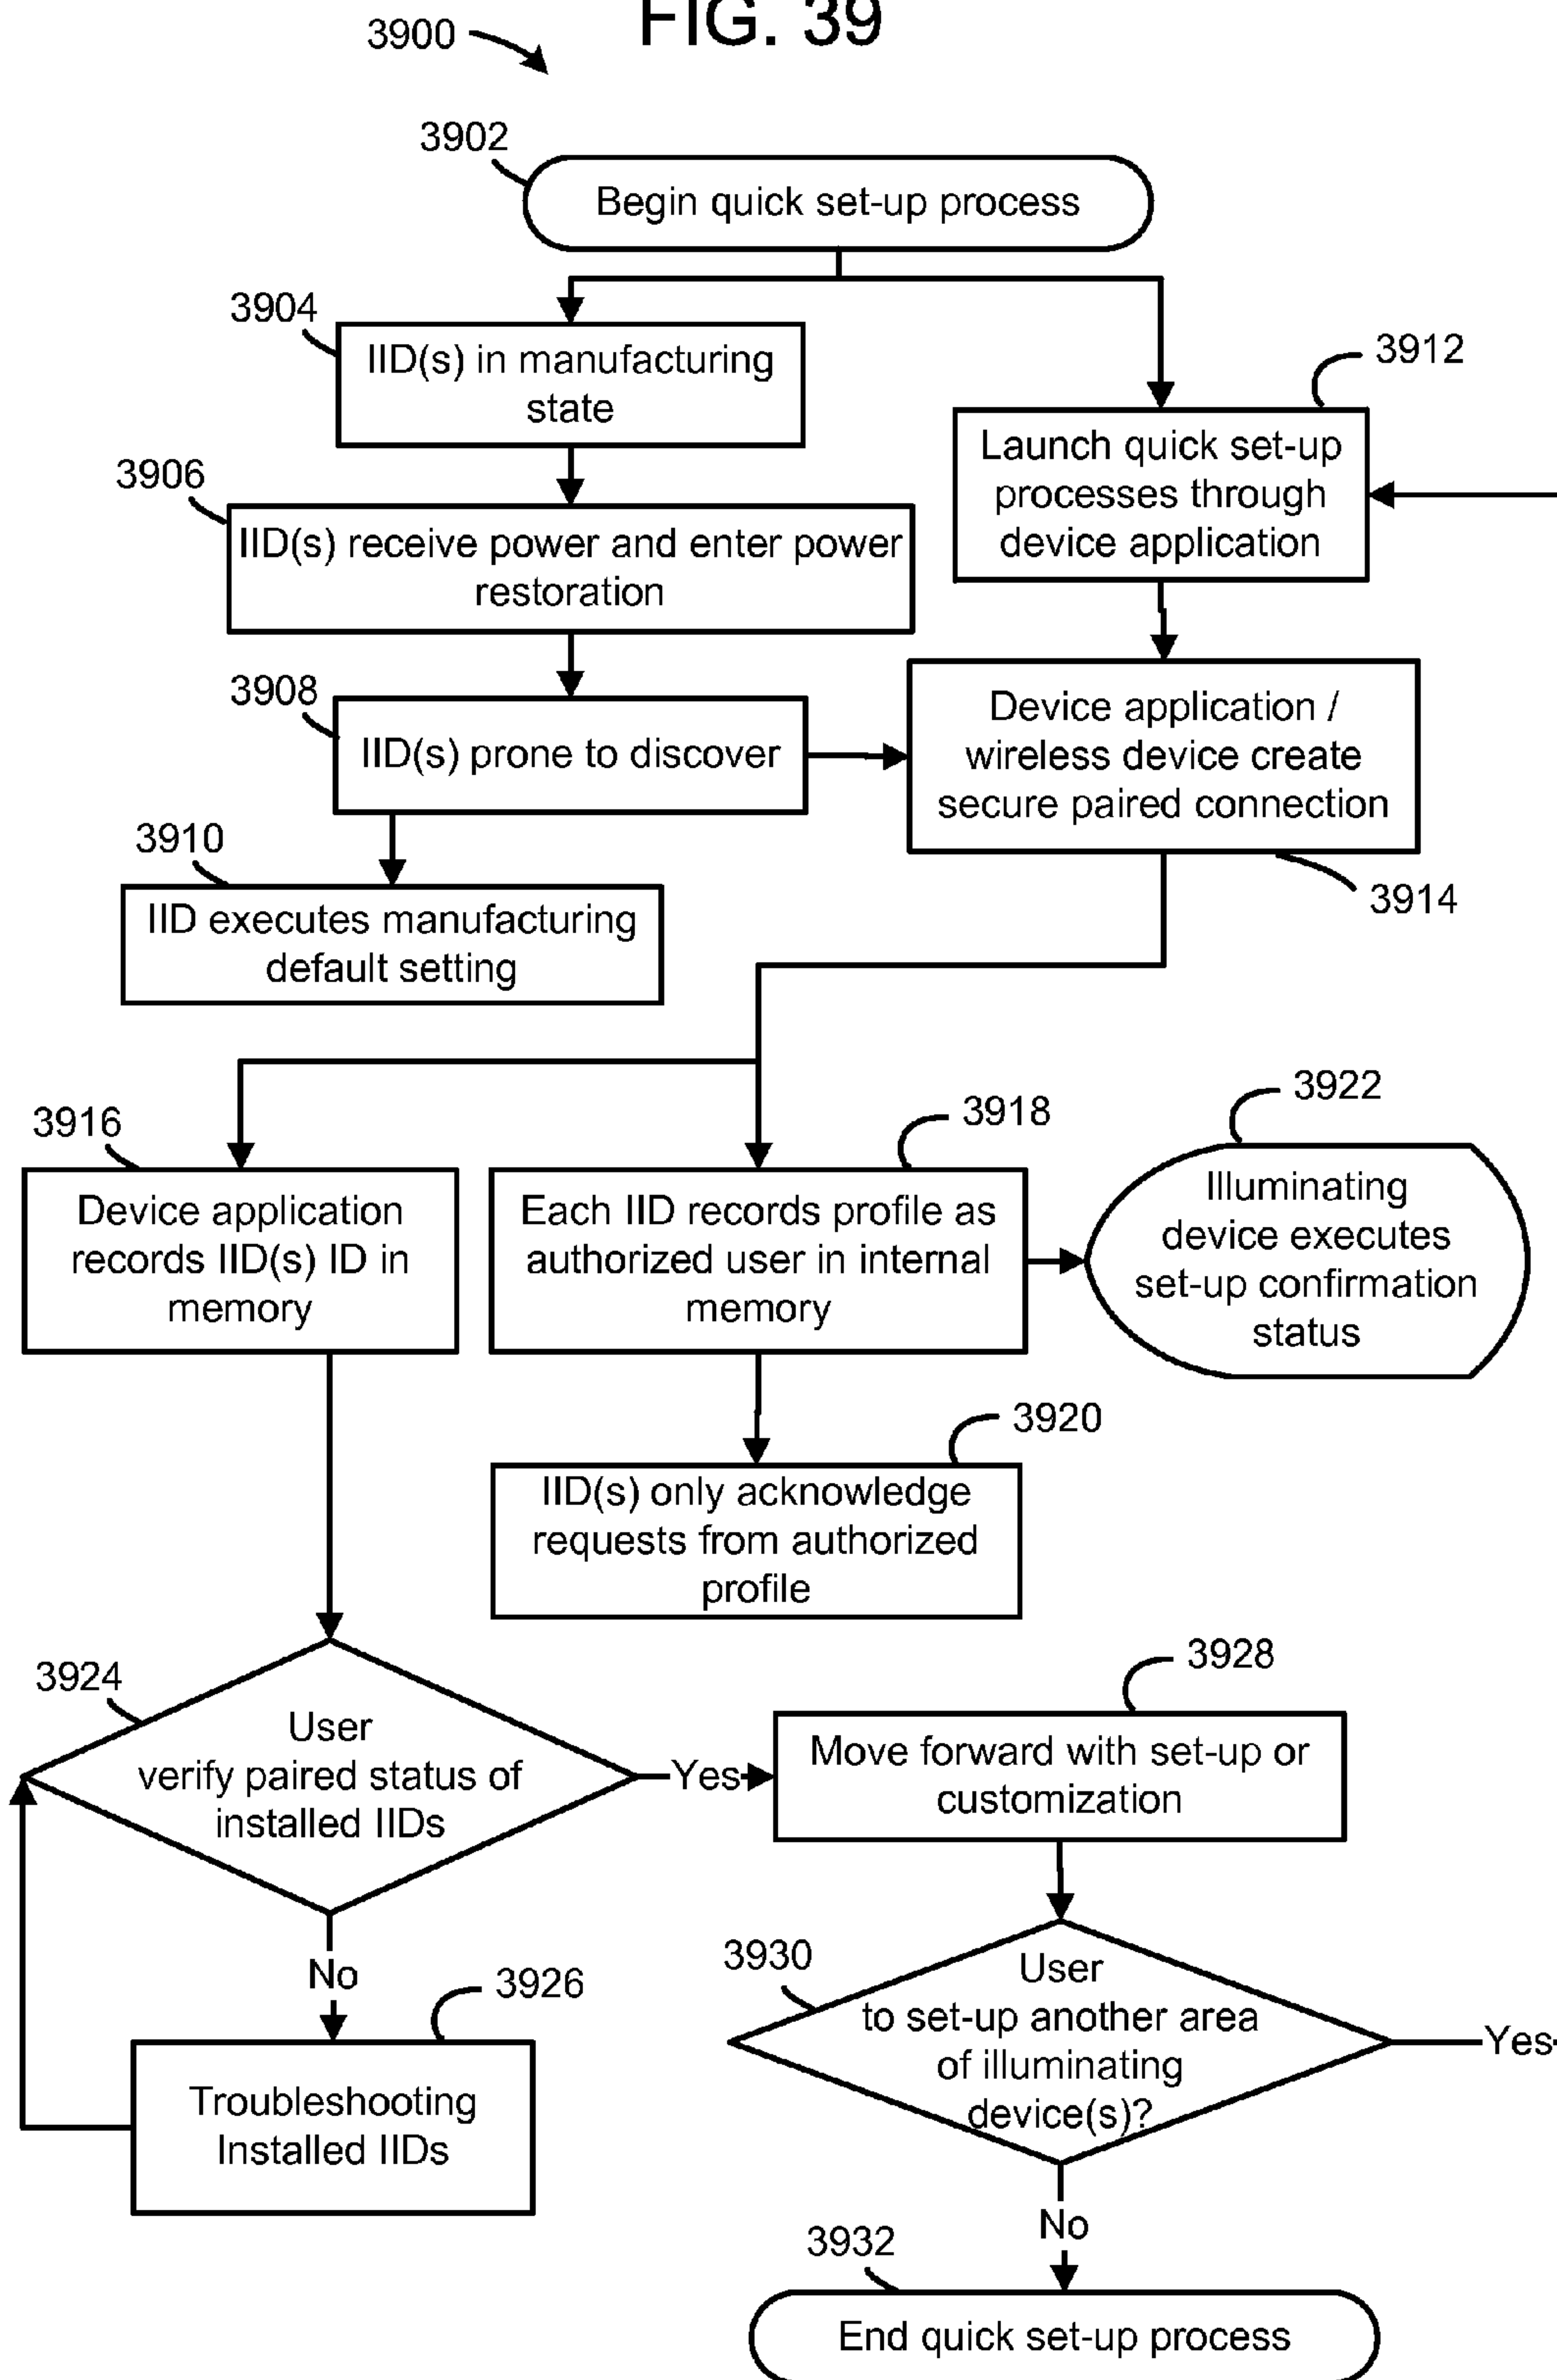 FIG. 39
3900
3902
Begin quick set-up process
3904
IID(s) in manufacturing
state
3912
Launch quick set-up
processes through
device application
3906
IID(s) receive power and enter power
restoration
3908
IID(s) prone to discover
Device application /
wireless device create
secure paired connection
3914
3910
IID executes manufacturing
default setting
3916
Device application
records IID(s) ID in
memory
3918
Each IID records profile as
authorized user in internal
memory
3922
Illuminating
device executes
set-up confirmation
status
3920
IID(s) only acknowledge
requests from authorized
profile
3924
User
verify paired status of
installed IIDs
Yes
3928
Move forward with set-up or
customization
No
3926
Troubleshooting
Installed IIDs
3930
User
to set-up another area
of illuminating
device(s)?
Yes
No
3932
End quick set-up process